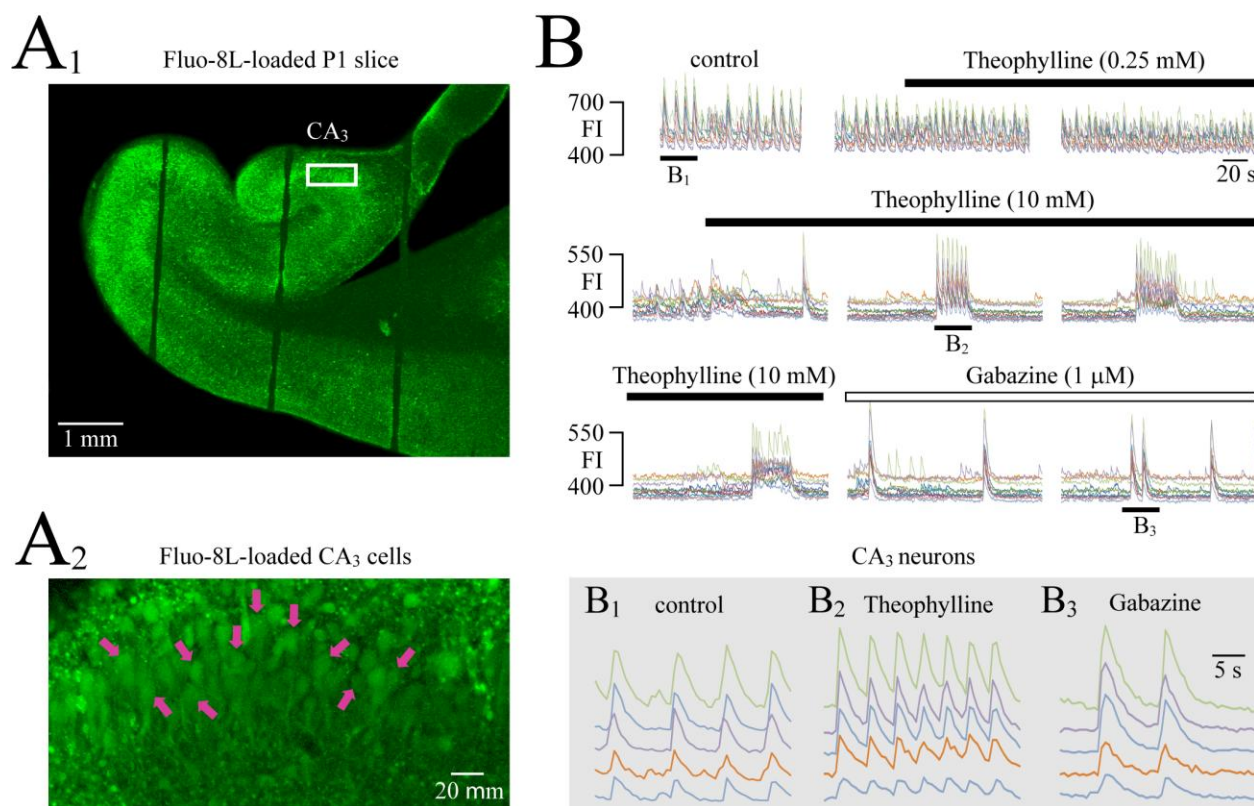 A1
Fluo-8L-loaded P1 slice
CA3
1 mm
A2
Fluo-8L-loaded CA3 cells
20 mm
B
control
Theophylline (0.25 mM)
700
FI
400
B1
20 s
Theophylline (10 mM)
550
FI
400
B2
Theophylline (10 mM)
Gabazine (1 µM)
550
FI
400
B3
CA3 neurons
B1 control
B2 Theophylline
B3 Gabazine
5 s